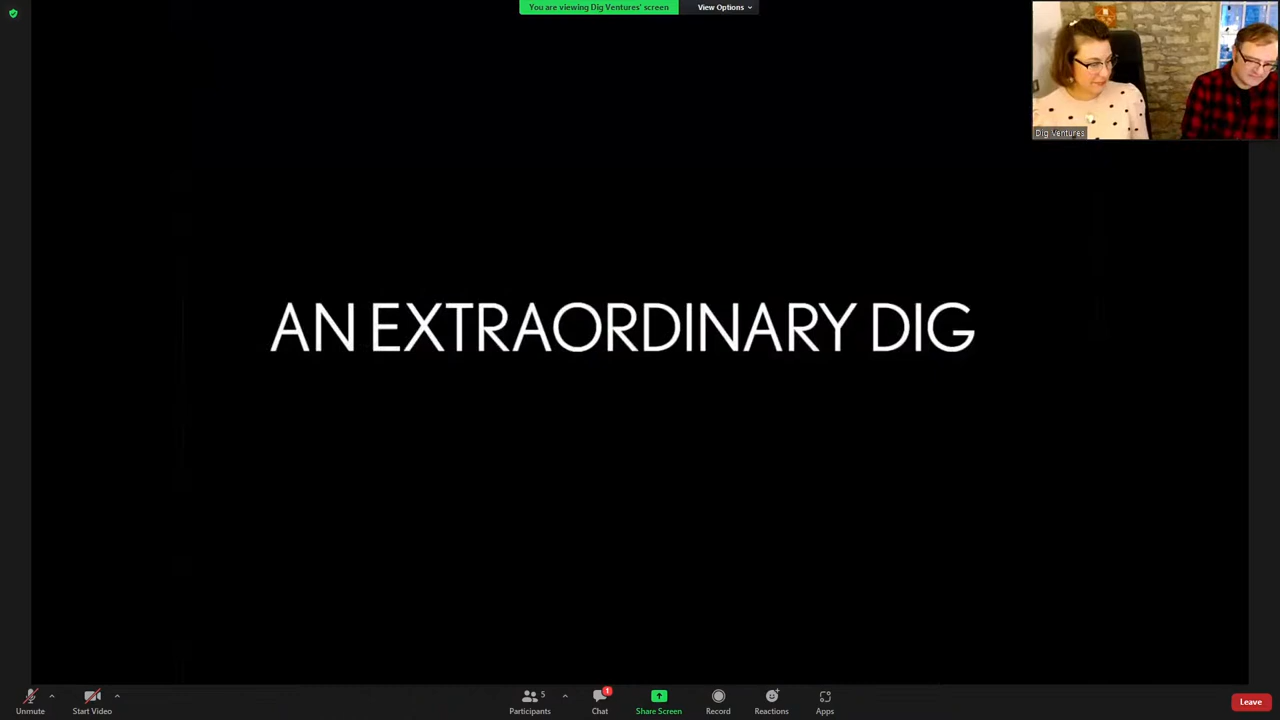 You are viewing Dig Ventures' screen
View Options
Dig Ventures
AN EXTRAORDINARY DIG
Unmute
Start Video
5
Participants
1
Chat
Share Screen
Record
Reactions
Apps
Leave